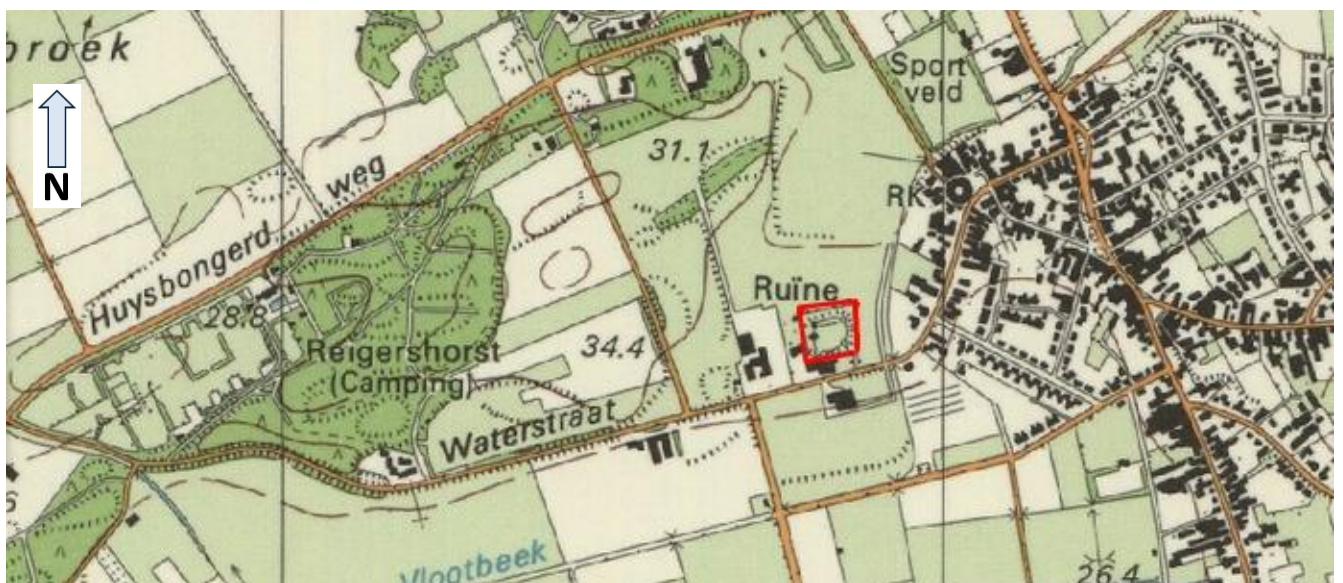 broek
N
Huysbongerd weg
28.8
Reigershorst
(Camping)
34.4
Waterstraat
31.1
Sport
veld
RK
Ruïne
6
Vlootbeek
26.4